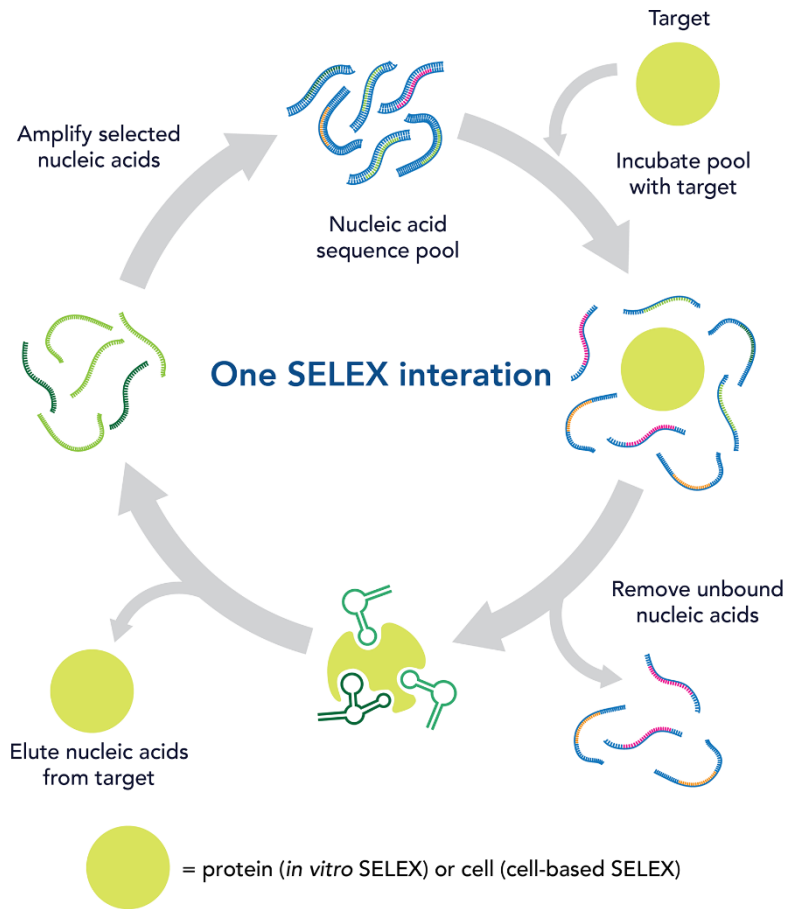 Target
Amplify selected
nucleic acids
Incubate pool
with target
Nucleic acid
sequence pool
One SELEX interation
Remove unbound
nucleic acids
Elute nucleic acids
from target
= protein (in vitro SELEX) or cell (cell-based SELEX)